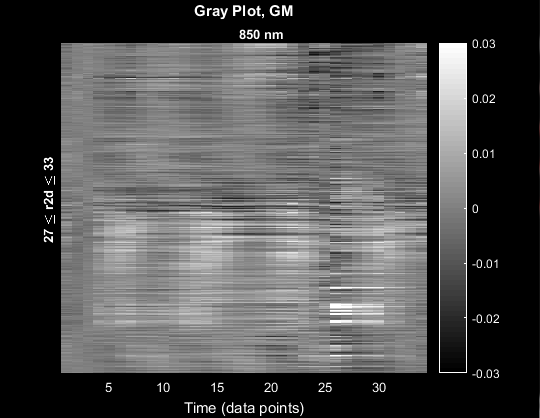 Gray Plot, GM
850 nm
27 ≤ r2d ≤ 33
0.03
0.02
0.01
0
-0.01
-0.02
-0.03
5 10 15 20 25 30
Time (data points)